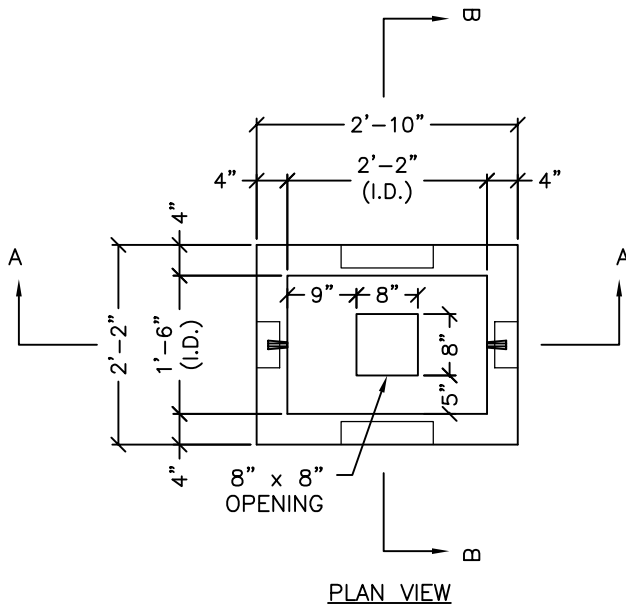 B
2’-10”
4”
2’-2”
(I.D.)
4”
4”
A
A
2’-2”
1’-6”
(I.D.)
9”
8”
8”
5”
4”
8” x 8”
OPENING
B
PLAN VIEW